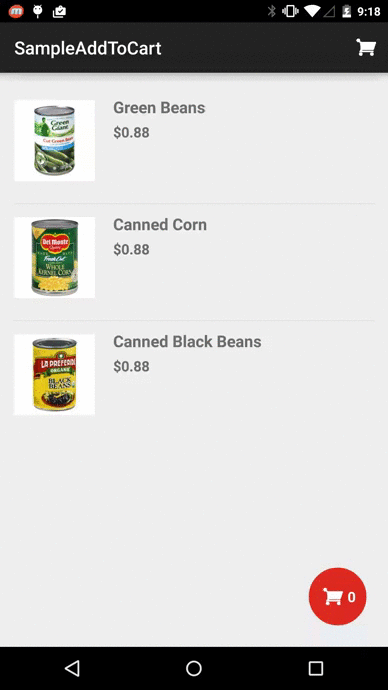 9:18
SampleAddToCart
Green Giant
Cut Green Beans
Green Beans
$0.88
Del Monte
Quality
Fresh Cut
WHOLE
KERNEL CORN
Canned Corn
$0.88
LA PREFERIDA
ORGANIC
BLACK
BEANS
Canned Black Beans
$0.88
0